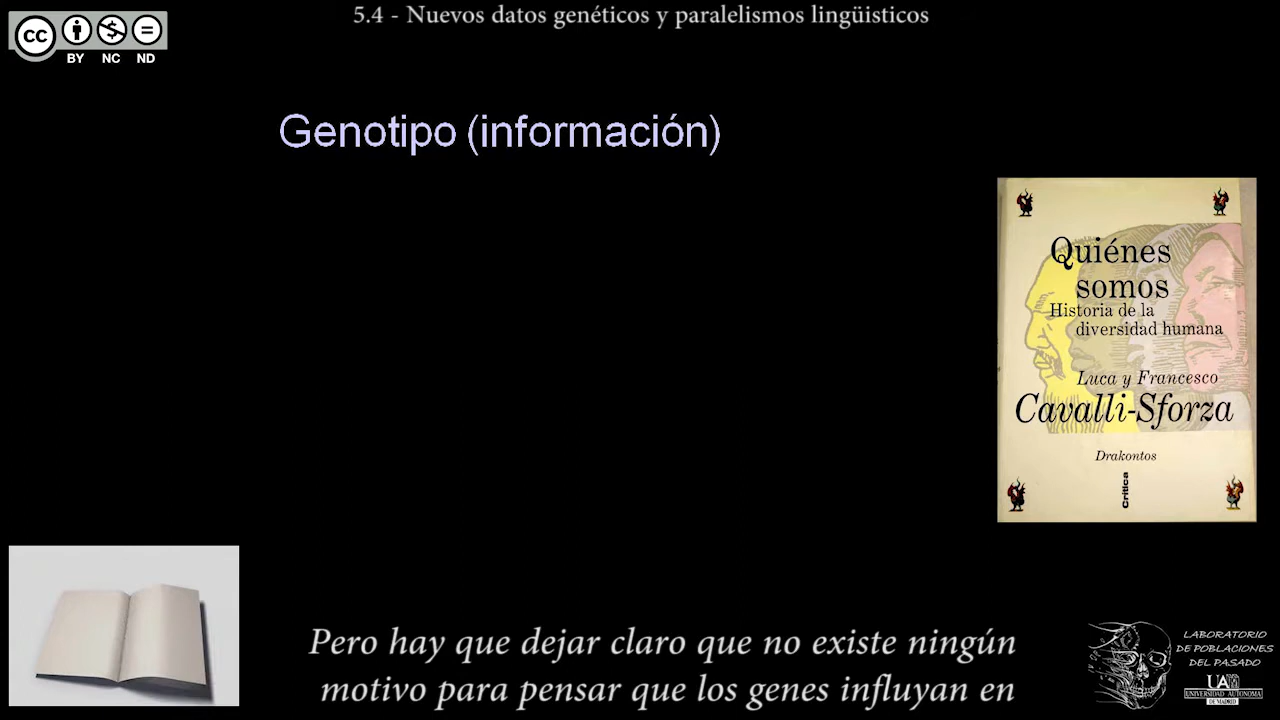 5.4 - Nuevos datos genéticos y paralelismos lingüisticos
CC
BY NC ND
Genotipo (información)
Quiénes
somos
Historia de la
diversidad humana
Luca y Francesco
Cavalli-Sforza
Drakontos
Crítica
Pero hay que dejar claro que no existe ningún
motivo para pensar que los genes influyan en
LABORATORIO
DE POBLACIONES
DEL PASADO
UAM
UNIVERSIDAD AUTONOMA
DE MADRID